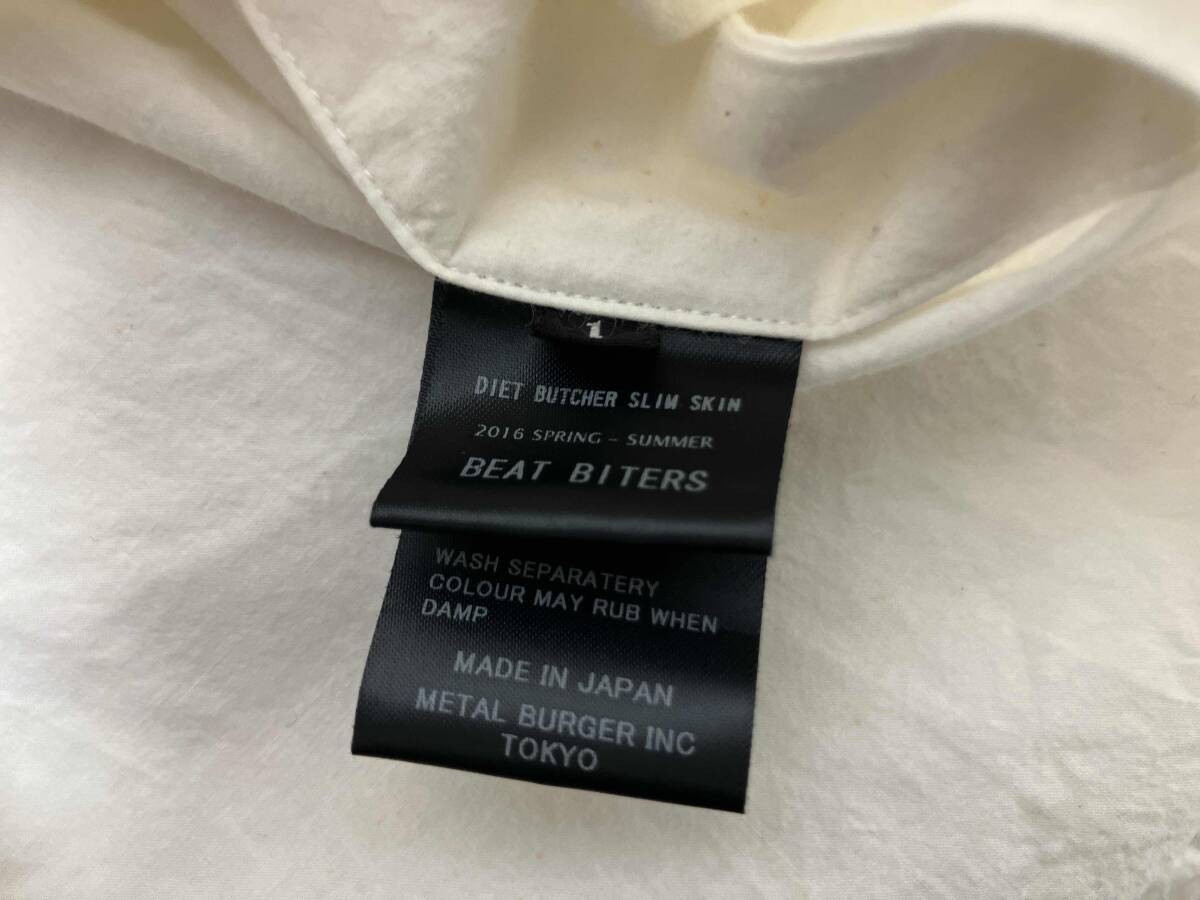 1
DIET BUTCHER SLIM SKIN
2016 SPRING - SUMMER
BEAT BITERS
WASH SEPARATERY
COLOUR MAY RUB WHEN
DAMP
MADE IN JAPAN
METAL BURGER INC
TOKYO